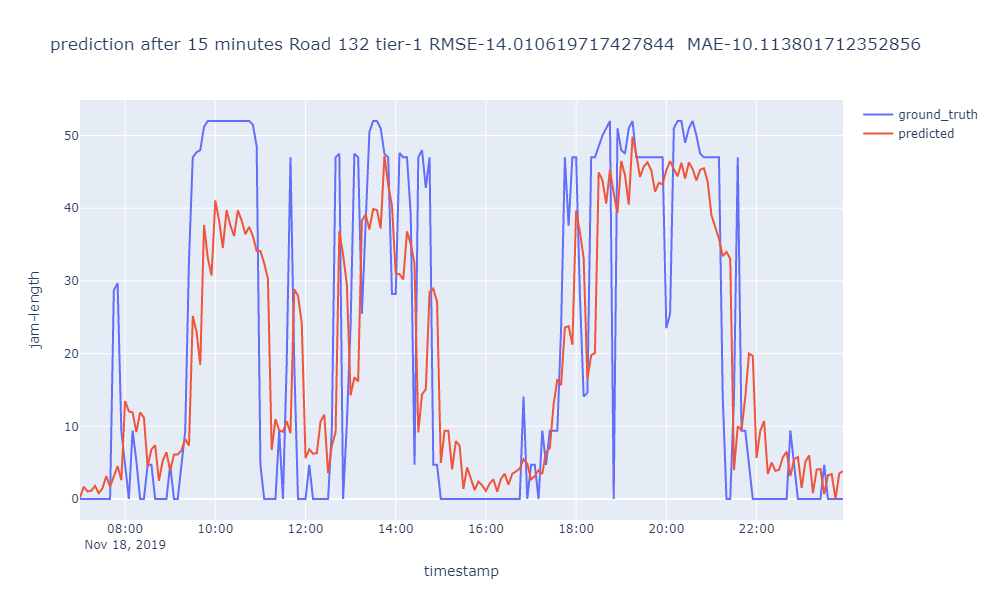 prediction after 15 minutes Road 132 tier-1 RMSE-14.010619717427844  MAE-10.113801712352856
ground_truth
predicted
50
40
30
20
10
0
jam-length
08:00 10:00 12:00 14:00 16:00 18:00 20:00 22:00
Nov 18, 2019
timestamp